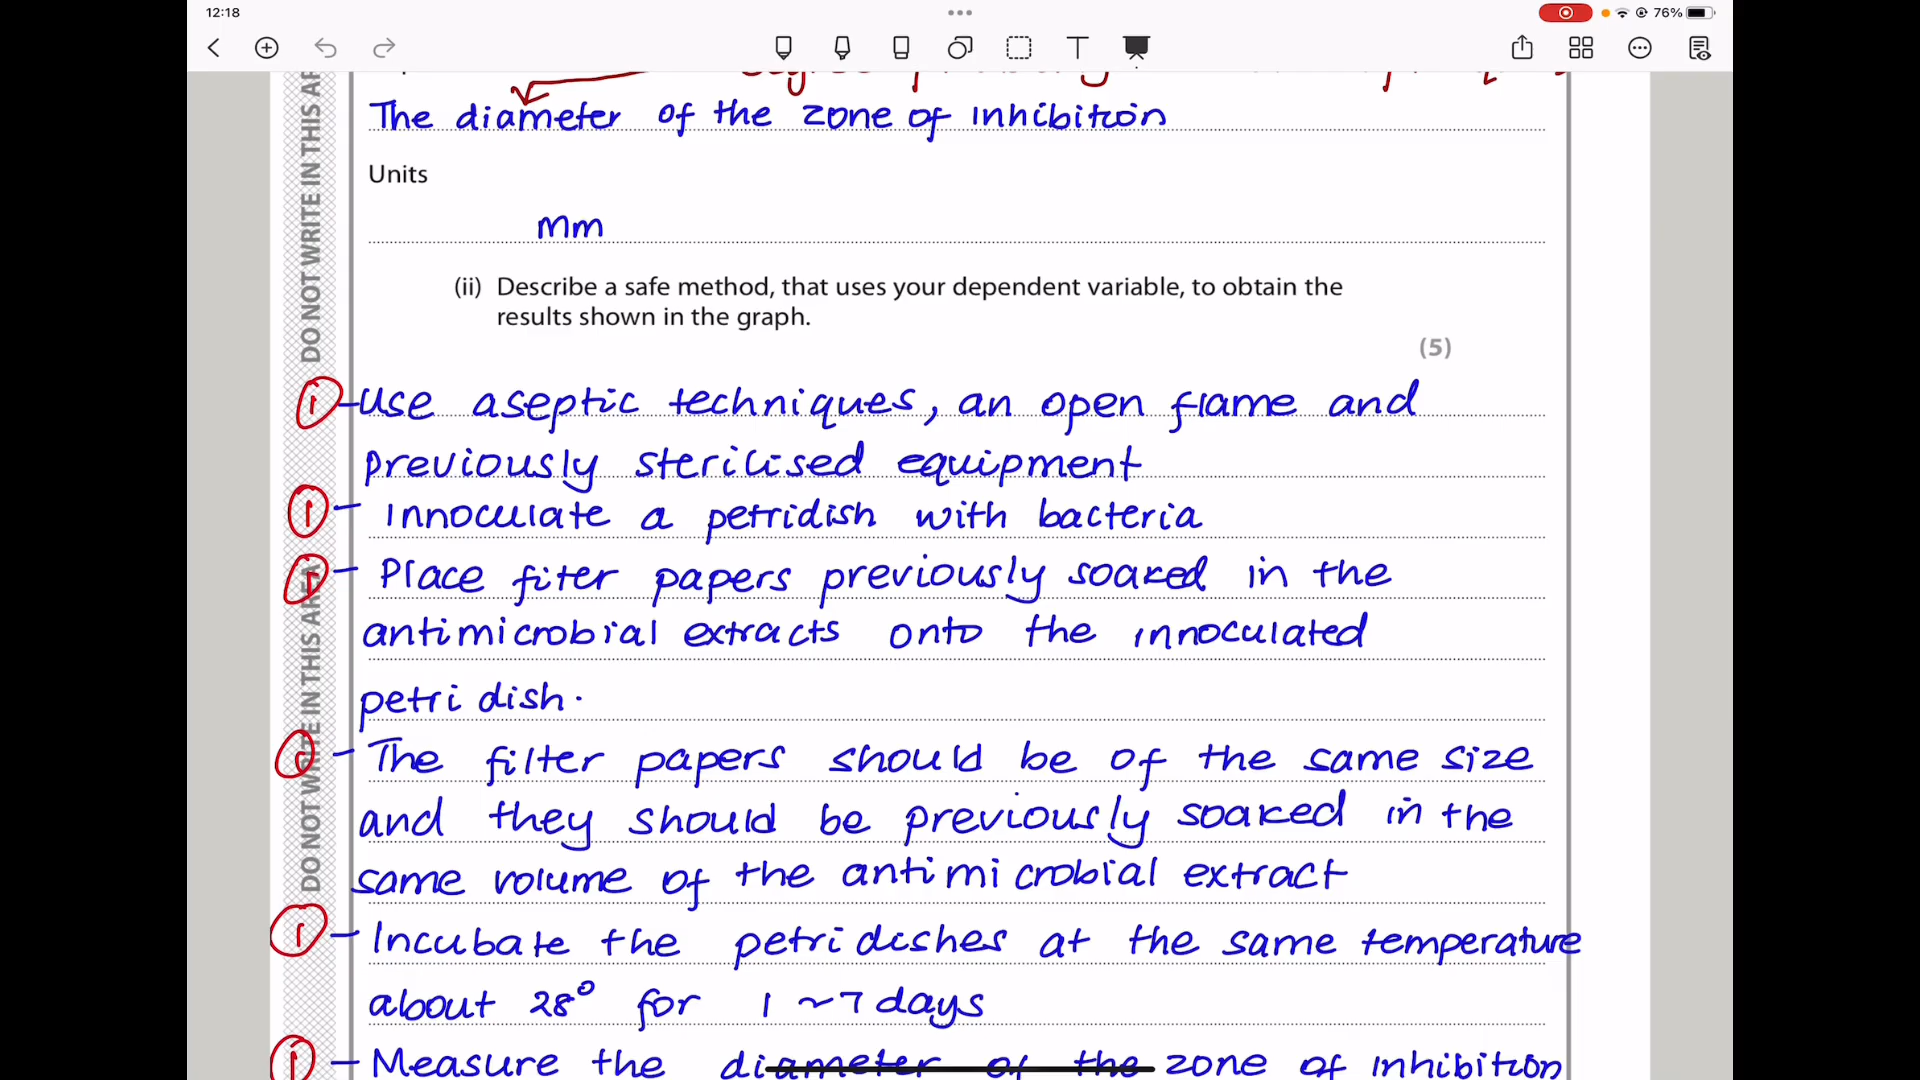 12:18
76%
The diameter of the zone of inhibition
Units
mm
(ii) Describe a safe method, that uses your dependent variable, to obtain the
results shown in the graph.
(5)
1 -Use aseptic techniques, an open flame and
previously sterilised equipment
1 - Innoculate a petridish with bacteria
1 - Place filter papers previously soaked in the
antimicrobial extracts onto the innoculated
petri dish.
- The filter papers should be of the same size
and they should be previously soaked in the
same volume of the antimicrobial extract
1 - Incubate the petridishes at the same temperature
about 28° for 1 ~ 7 days
1 - Measure the diameter of the zone of inhibition
DO NOT WRITE IN THIS AREA
DO NOT WRITE IN THIS AREA